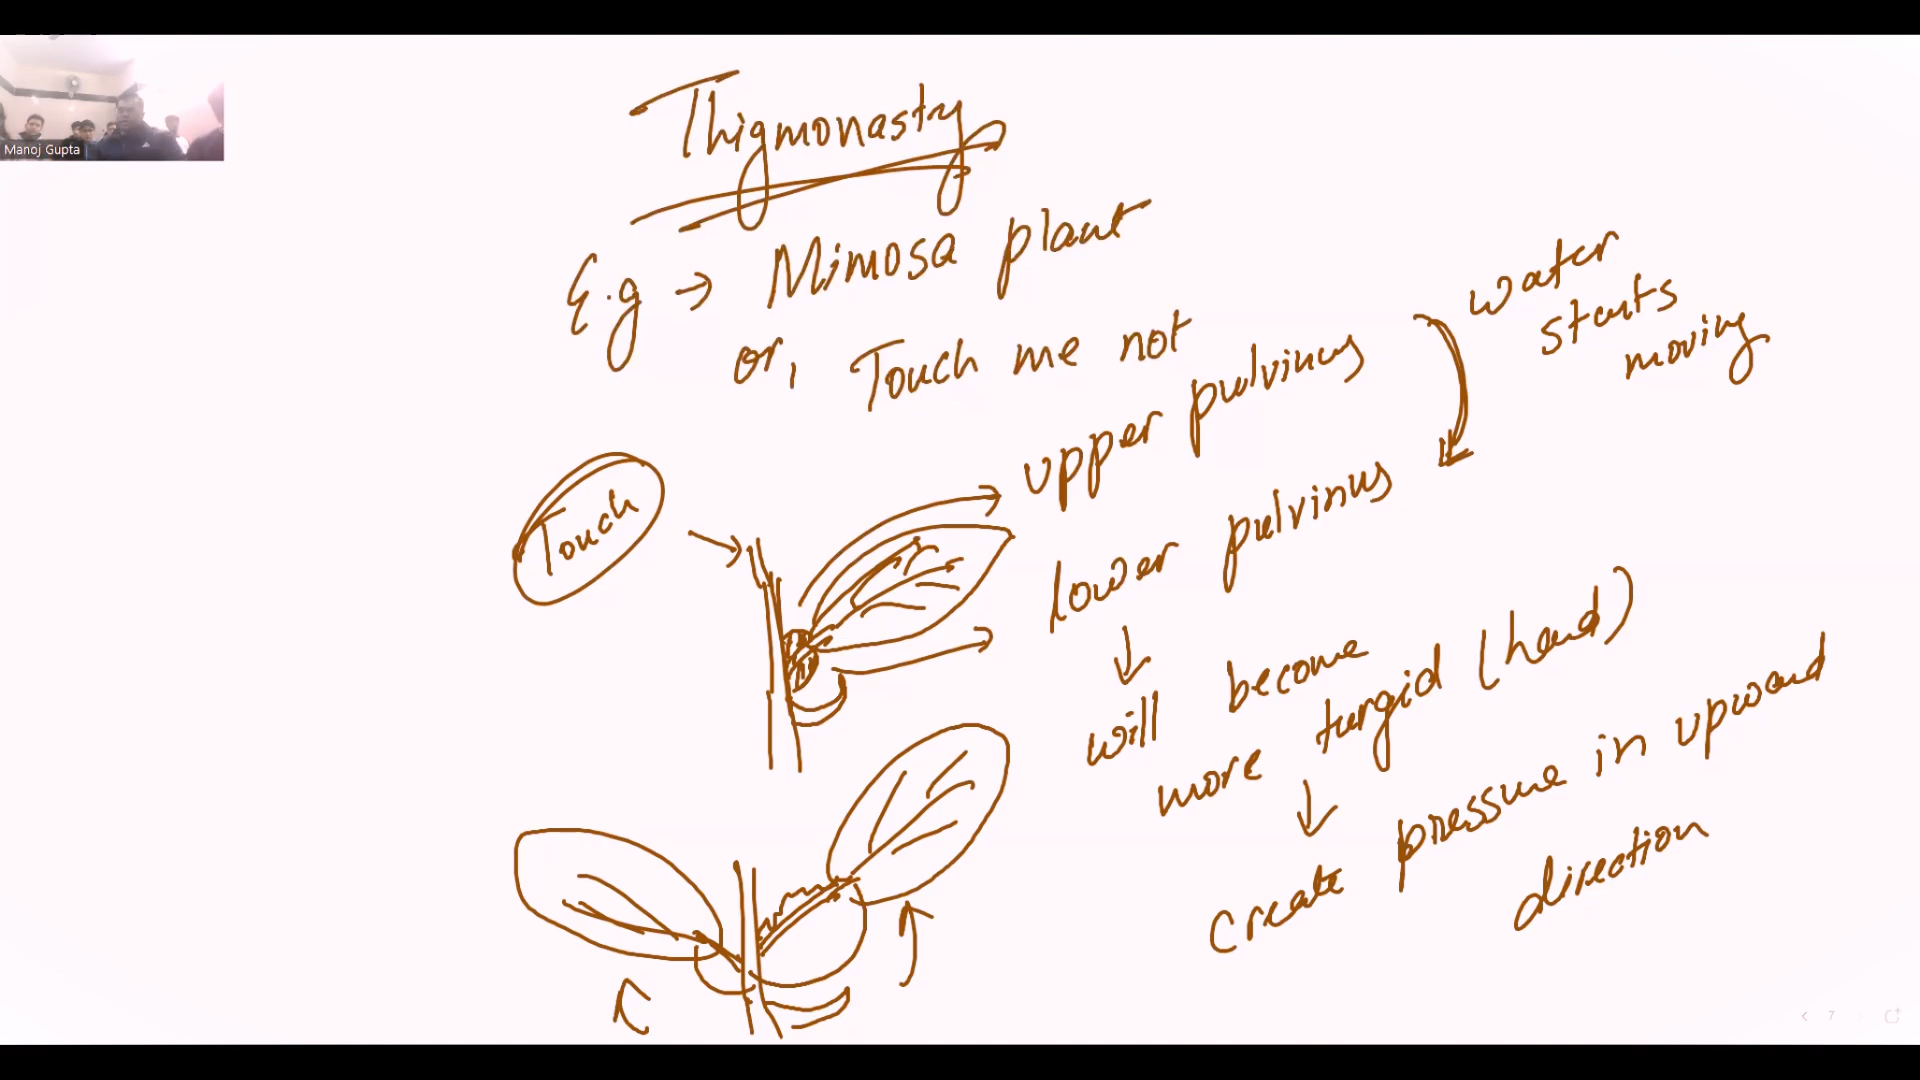 Manoj Gupta
Thigmonasty
E.g → Mimosa plant
or, Touch me not
Touch
upper pulvinus
water
starts
moving
lower pulvinus
↓
will become
more turgid (hard)
↓
create pressure in upward
direction
7